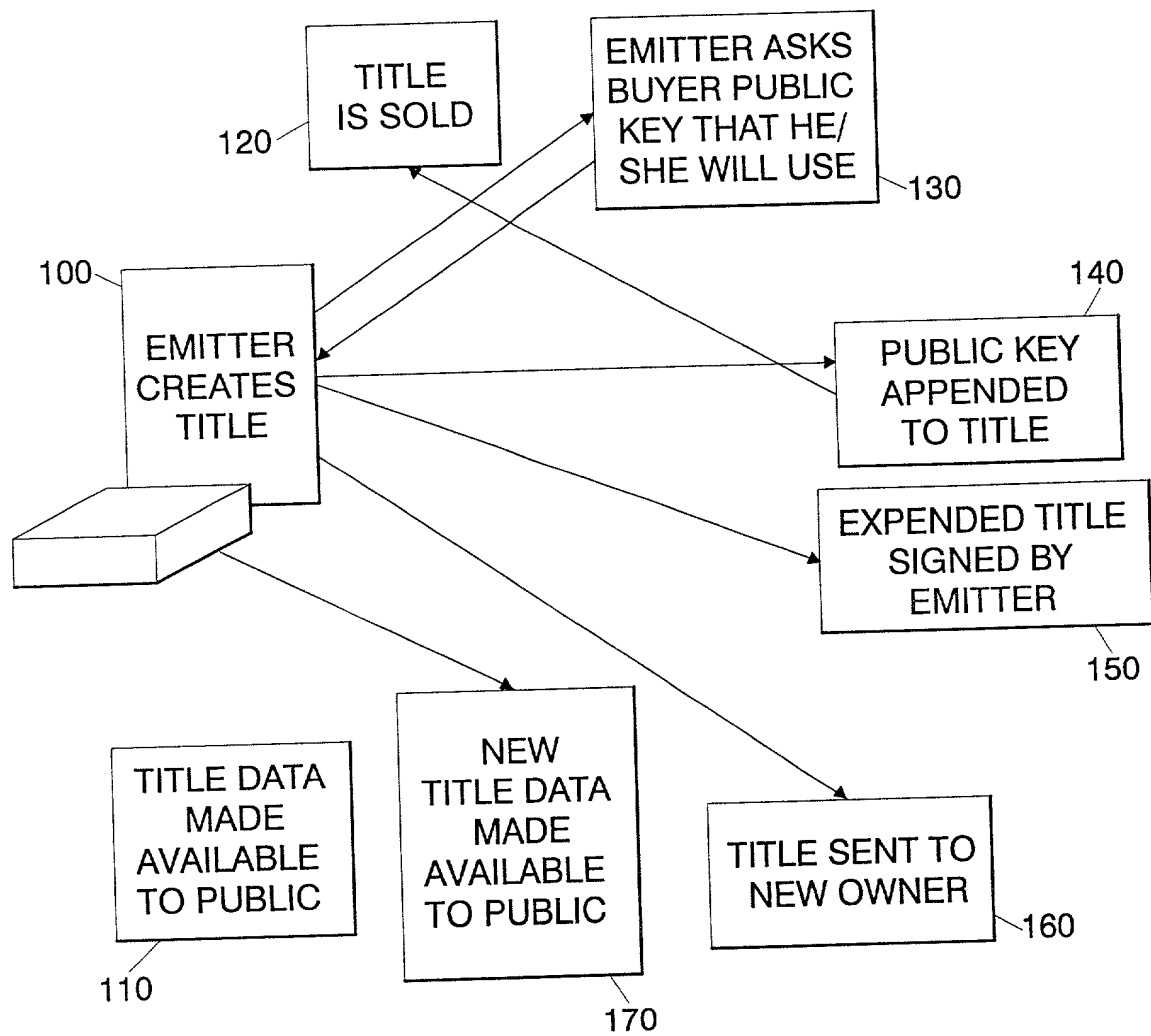 TITLE
IS SOLD
120
EMITTER ASKS
BUYER PUBLIC
KEY THAT HE/
SHE WILL USE
130
100
EMITTER
CREATES
TITLE
140
PUBLIC KEY
APPENDED
TO TITLE
EXPENDED TITLE
SIGNED BY
EMITTER
150
TITLE DATA
MADE
AVAILABLE
TO PUBLIC
110
NEW
TITLE DATA
MADE
AVAILABLE
TO PUBLIC
170
TITLE SENT TO
NEW OWNER
160